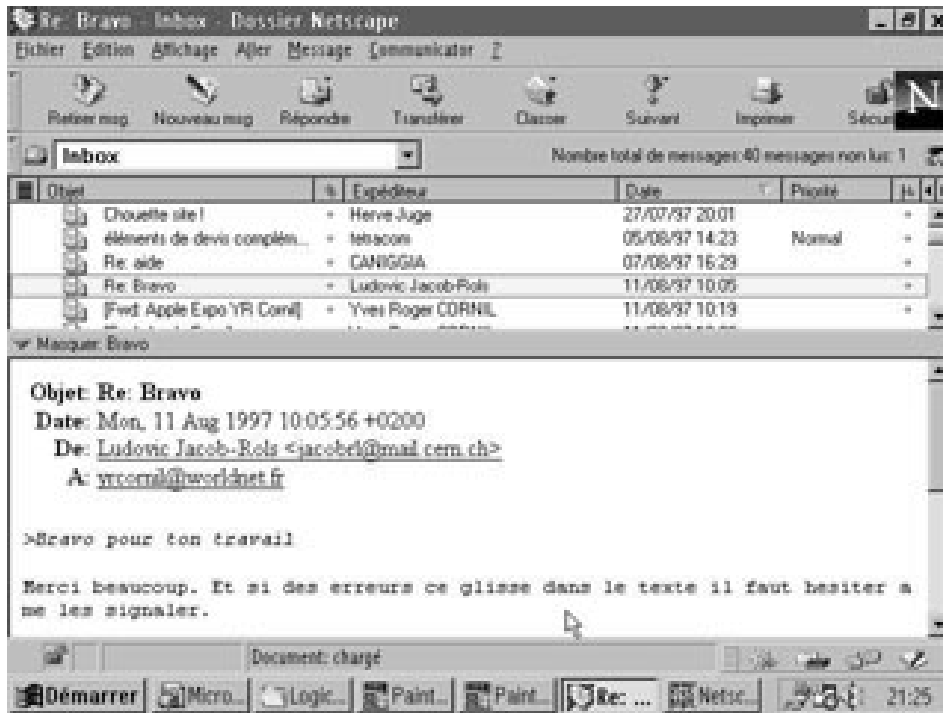 Re: Bravo - Inbox - Dossier Netscape
Fichier Edition Affichage Aller Message Communicator ?
Retirer msg Nouveau msg Répondre Transférer Classer Suivant Imprimer Sécuri
N
Inbox Nombre total de messages: 40 messages non lus: 1
Objet Expéditeur Date Priorité
Chouette site ! Herve Juge 27/07/97 20:01
éléments de devis complém... tetracom 05/08/97 14:23 Normal
Re: aide CANIGGIA 07/08/97 16:29
Re: Bravo Ludovic Jacob-Rols 11/08/97 10:05
[Fwd: Apple Expo YR Cornil] Yves Roger CORNIL 11/08/97 10:19
Masquer: Bravo
Objet: Re: Bravo
Date: Mon, 11 Aug 1997 10:05:56 +0200
De: Ludovic Jacob-Rols <jacobrl@mail.cern.ch>
A: yrcornil@worldnet.fr
>Bravo pour ton travail
Merci beaucoup. Et si des erreurs ce glisse dans le texte il faut hesiter a
me les signaler.
Document: chargé
Démarrer Micro... Logic... Paint... Paint... Re: ... Netsc... 21:25